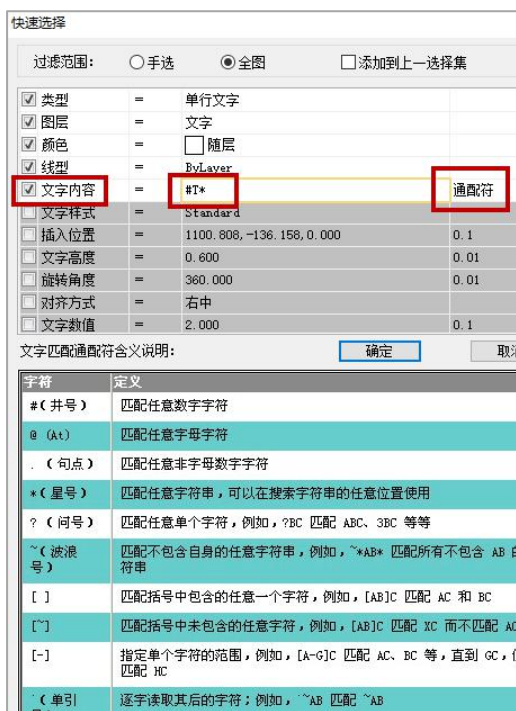 快速选择
过滤范围: 手选 全图 添加到上一选择集
类型 = 单行文字
图层 = 文字
颜色 = 随层
线型 = ByLayer
文字内容 = #T* 通配符
文字样式 = Standard
插入位置 = 1100.808,-136.158,0.000 0.1
文字高度 = 0.600 0.01
旋转角度 = 360.000 0.01
对齐方式 = 右中
文字数值 = 2.000 0.1
文字匹配通配符含义说明: 确定
字符 定义
#(井号) 匹配任意数字字符
@ (At) 匹配任意字母字符
. (句点) 匹配任意非字母数字字符
*(星号) 匹配任意字符串，可以在搜索字符串的任意位置使用
? (问号) 匹配任意单个字符，例如，?BC 匹配 ABC、3BC 等等
~(波浪号) 匹配不包含自身的任意字符串，例如，~*AB* 匹配所有不包含 AB
符串
[ ] 匹配括号中包含的任意一个字符，例如，[AB]C 匹配 AC 和 BC
[~] 匹配括号中未包含的任意字符，例如，[AB]C 匹配 XC 而不匹配 AC
[-] 指定单个字符的范围，例如，[A-G]C 匹配 AC、BC 等，直到 GC，
匹配 HC
`(单引 逐字读取其后的字符；例如，`~AB 匹配 ~AB